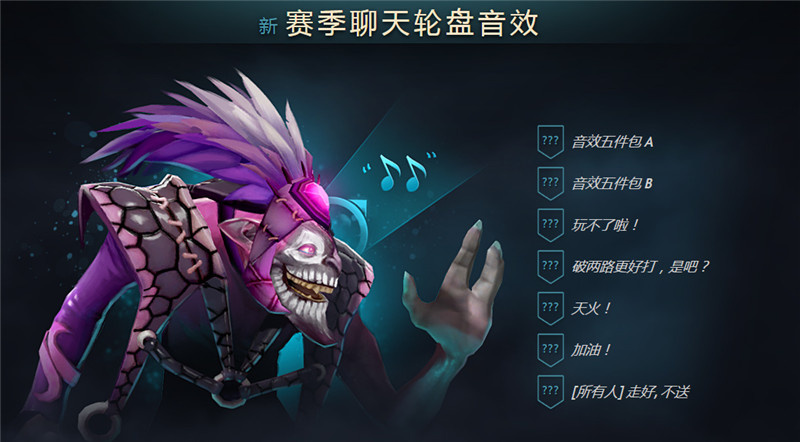 新 赛季聊天轮盘音效
??? 音效五件包 A
??? 音效五件包 B
??? 玩不了啦！
??? 破两路更好打，是吧？
??? 天火！
??? 加油！
??? [所有人] 走好, 不送